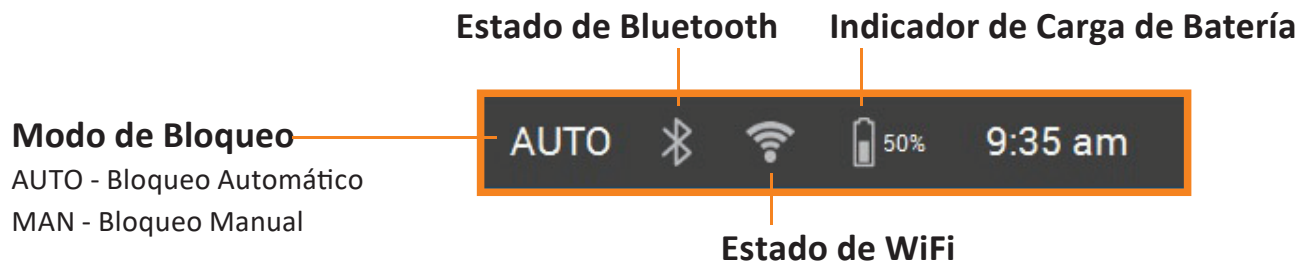 Estado de Bluetooth
Indicador de Carga de Batería
Modo de Bloqueo
AUTO - Bloqueo Automático
MAN - Bloqueo Manual
AUTO 50% 9:35 am
Estado de WiFi